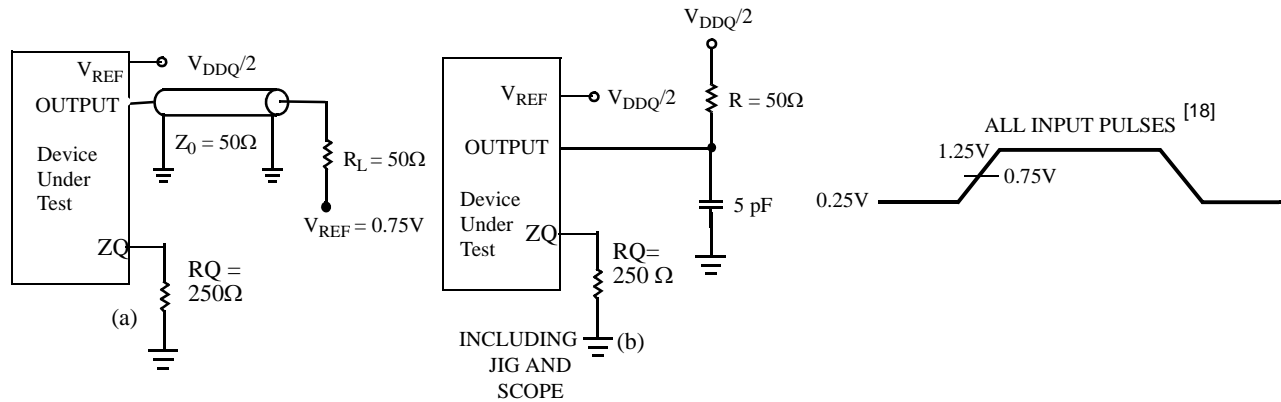 V_REF
V_DDQ/2
OUTPUT
Z_0 = 50Ω
Device
Under
Test
R_L = 50Ω
V_REF = 0.75V
ZQ
RQ =
250Ω
(a)
V_DDQ/2
R = 50Ω
V_REF
V_DDQ/2
OUTPUT
Device
Under
Test
5 pF
ZQ
RQ=
250 Ω
INCLUDING
JIG AND
SCOPE
(b)
ALL INPUT PULSES [18]
1.25V
0.75V
0.25V